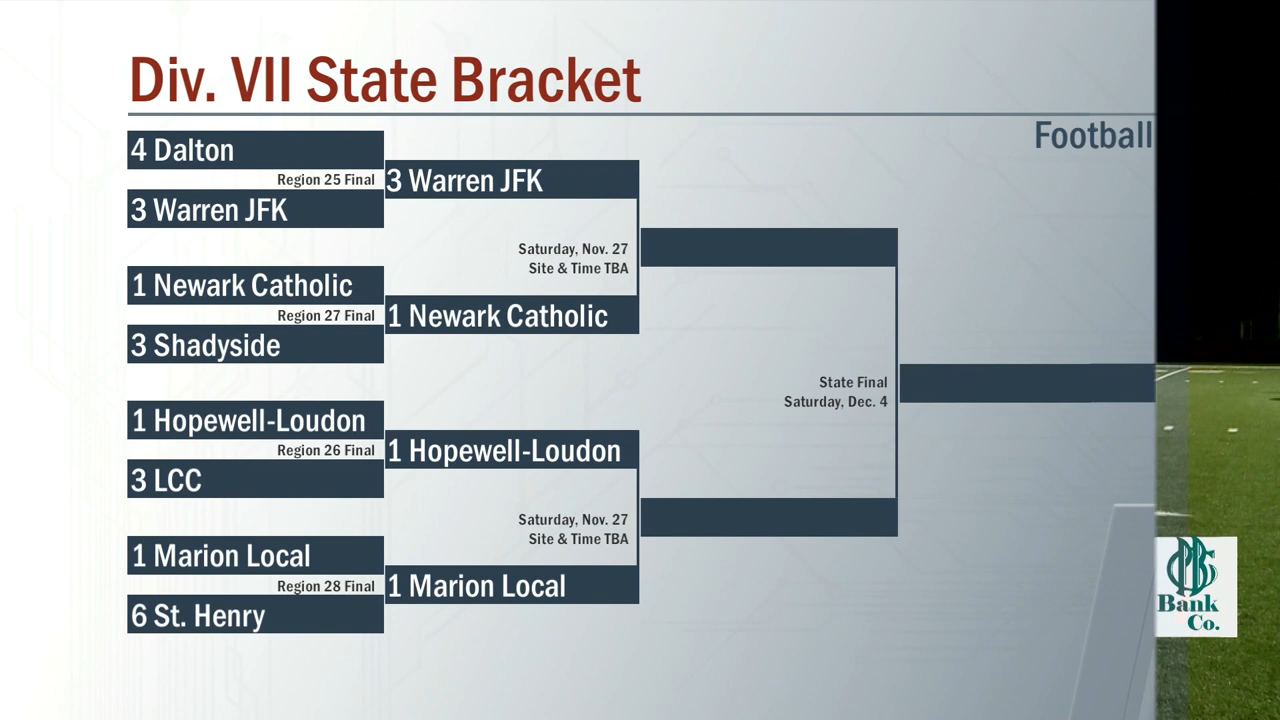 Div. VII State Bracket
Football
4 Dalton
Region 25 Final
3 Warren JFK
1 Newark Catholic
Region 27 Final
3 Shadyside
1 Hopewell-Loudon
Region 26 Final
3 LCC
1 Marion Local
Region 28 Final
6 St. Henry
3 Warren JFK
Saturday, Nov. 27
Site & Time TBA
1 Newark Catholic
1 Hopewell-Loudon
Saturday, Nov. 27
Site & Time TBA
1 Marion Local
State Final
Saturday, Dec. 4
Bank
Co.